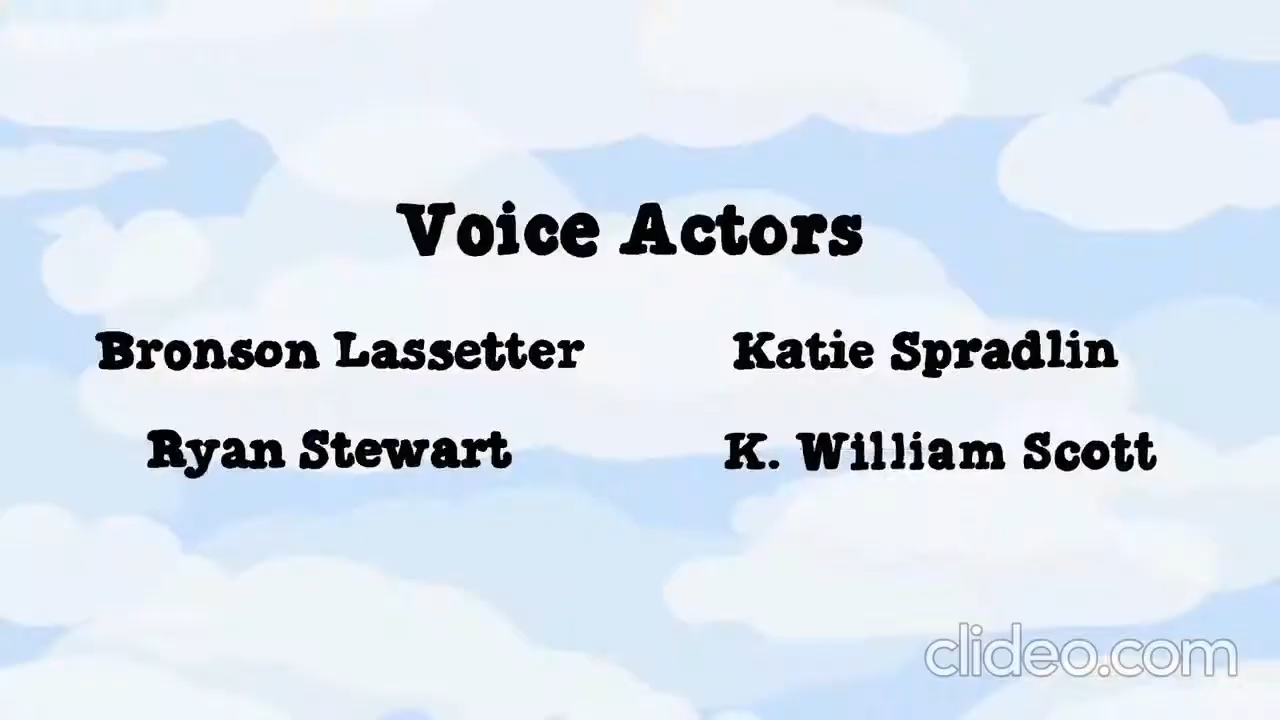 Voice Actors
Bronson Lassetter Katie Spradlin
Ryan Stewart K. William Scott
clideo.com